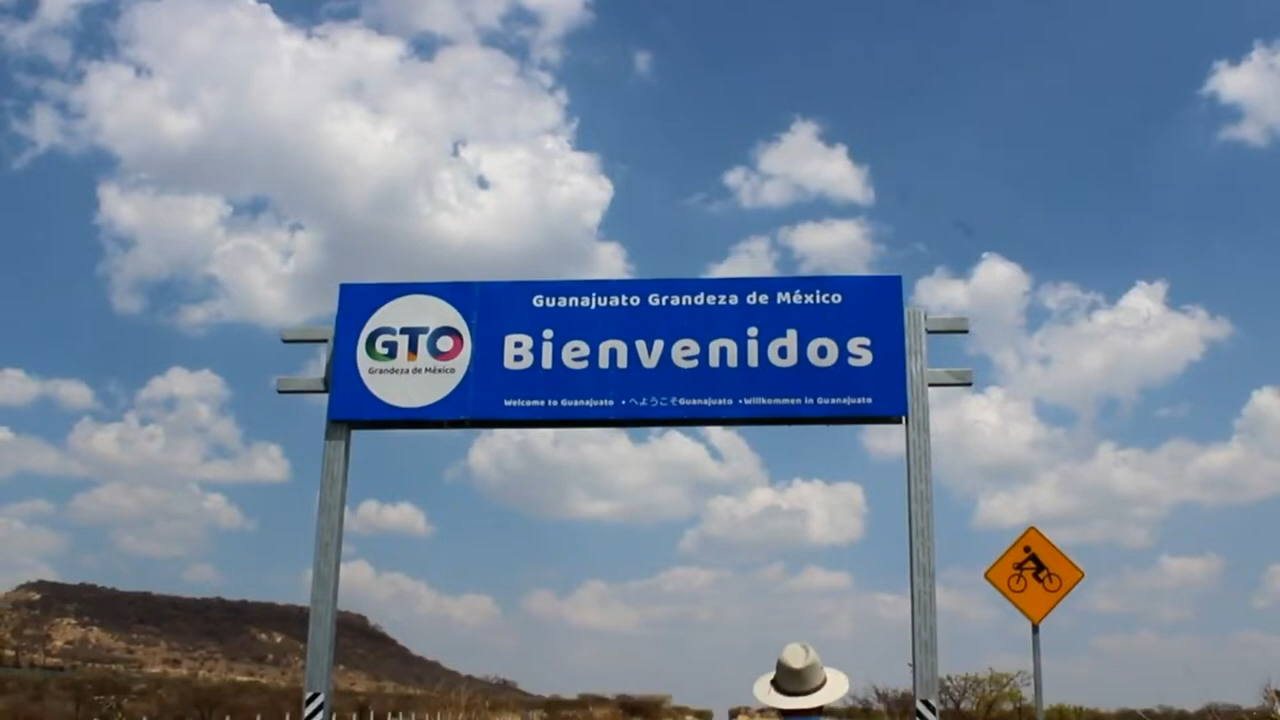 GTO
Grandeza de México
Guanajuato Grandeza de México
Bienvenidos
Welcome to Guanajuato • へようこそGuanajuato •Willkommen in Guanajuato